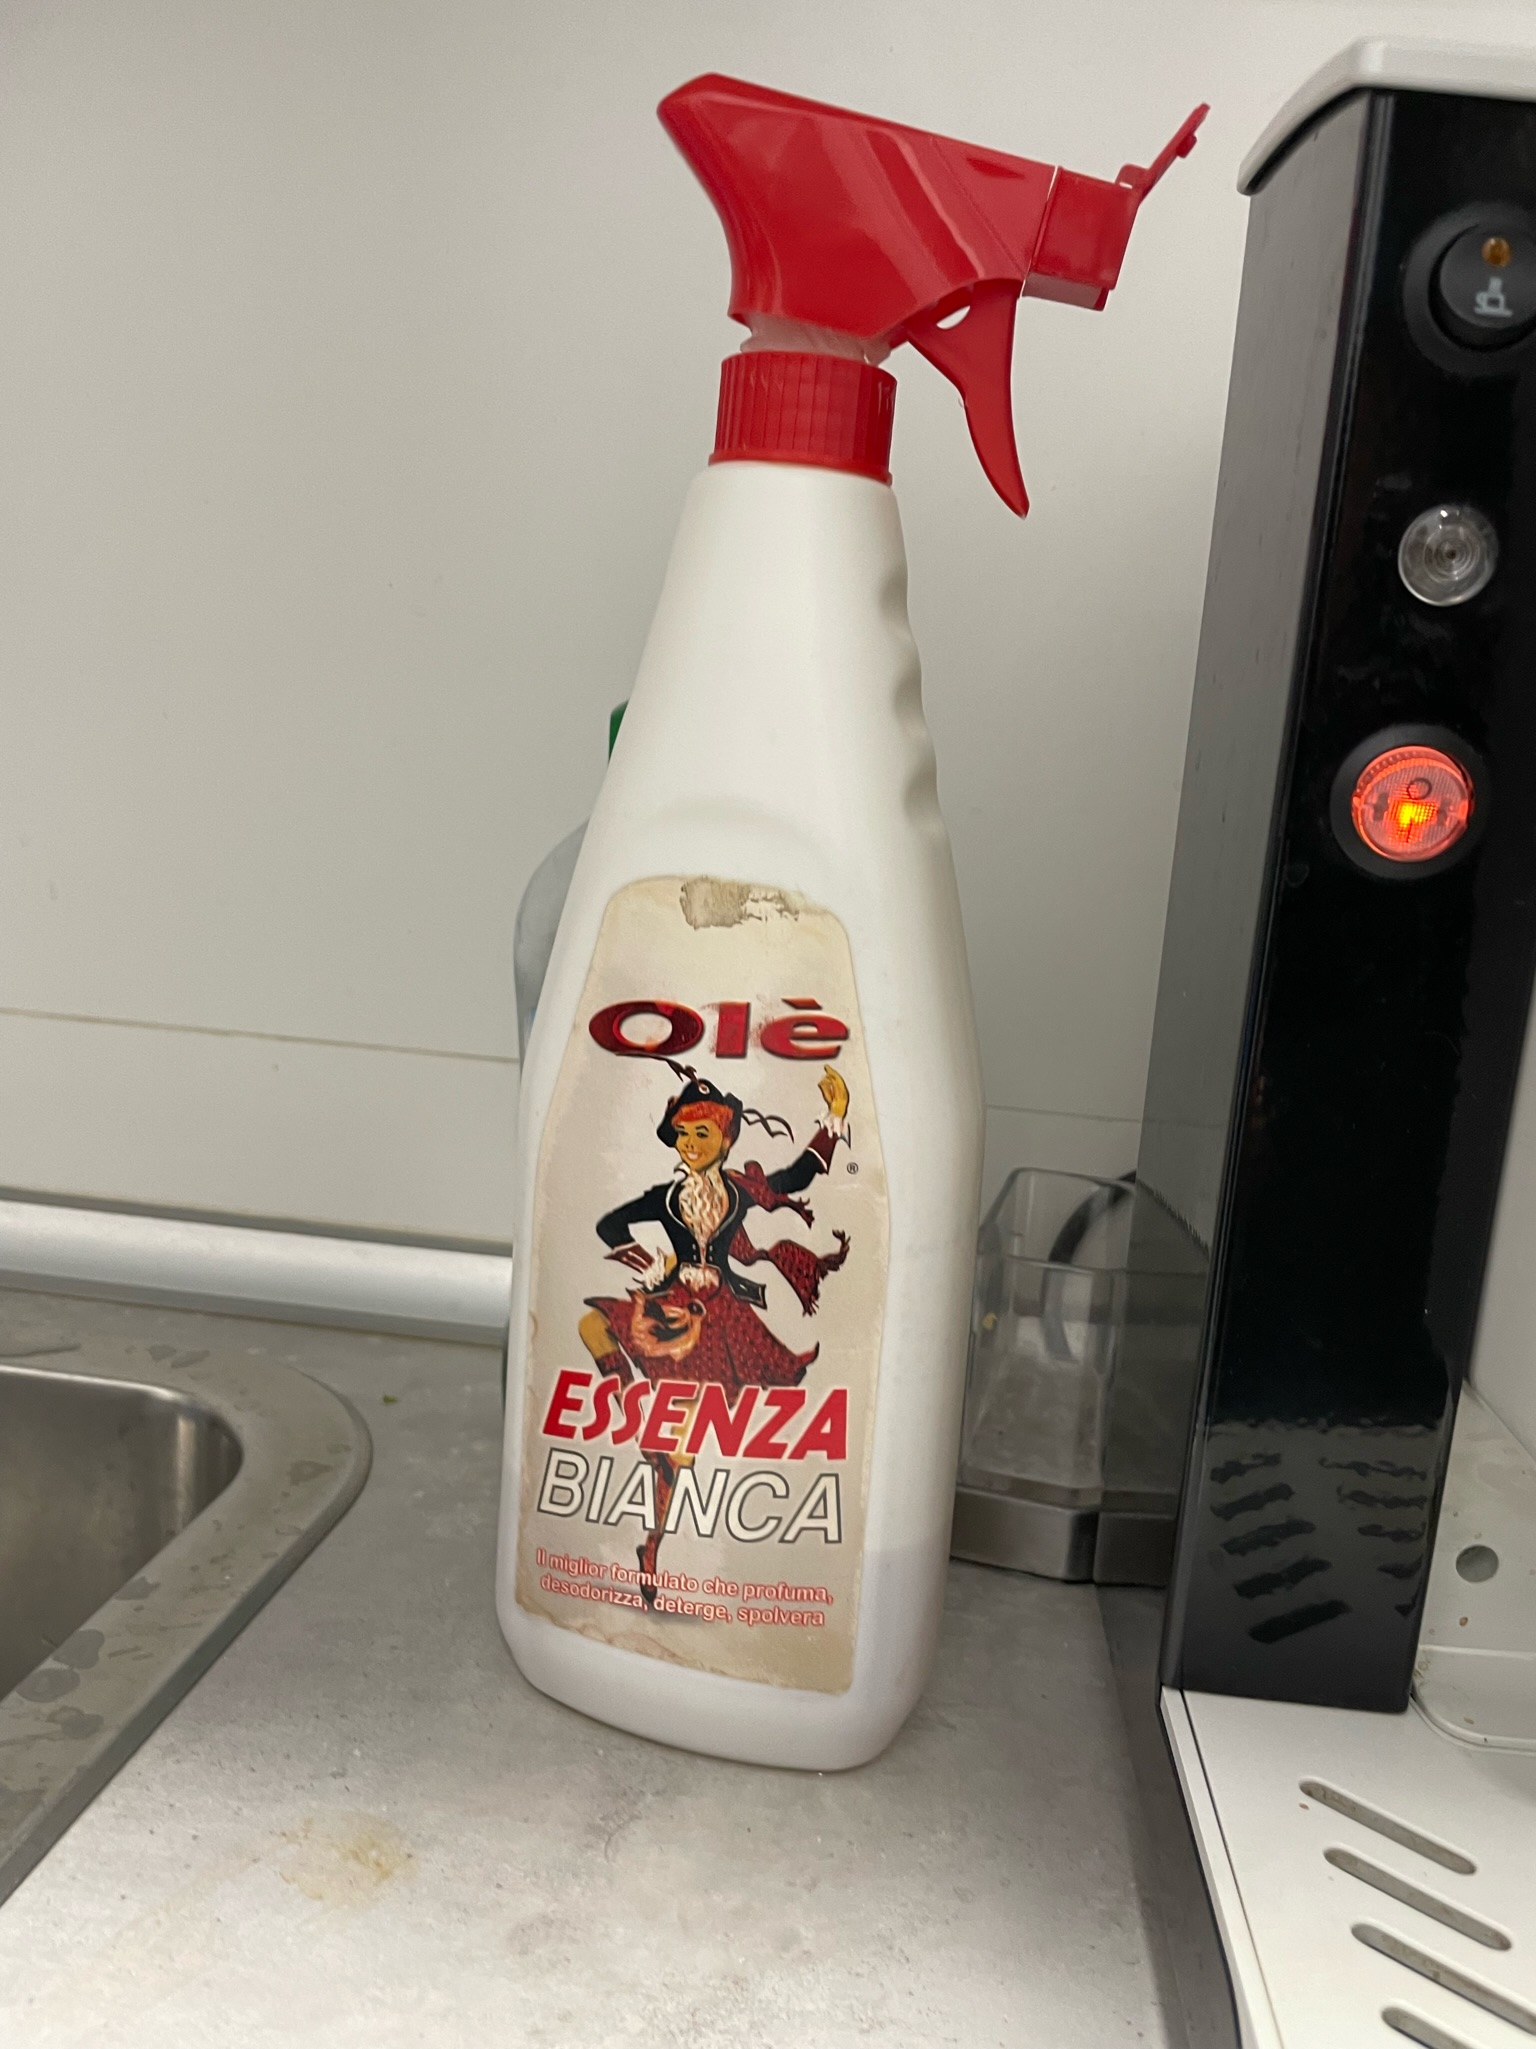 Olè
®
ESSENZA
BIANCA
Il miglior formulato che profuma,
desodorizza, deterge, spolvera